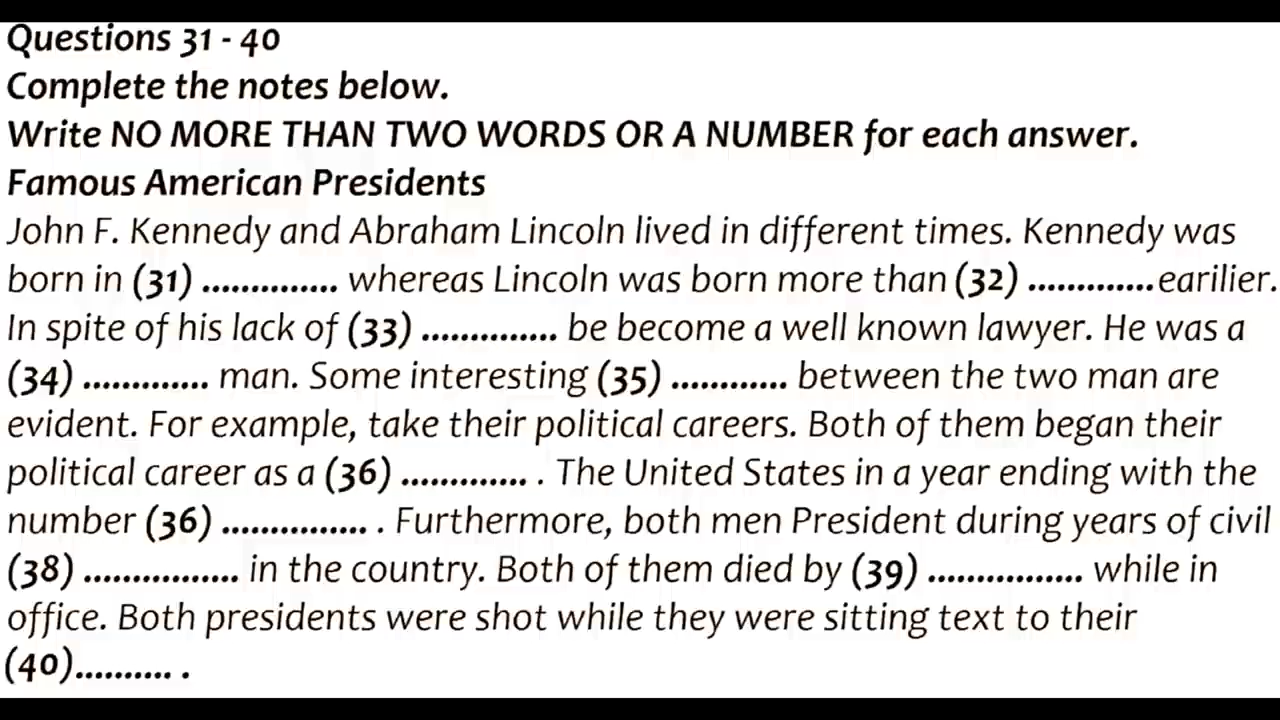 Questions 31 - 40
Complete the notes below.
Write NO MORE THAN TWO WORDS OR A NUMBER for each answer.
Famous American Presidents
John F. Kennedy and Abraham Lincoln lived in different times. Kennedy was
born in (31) .............. whereas Lincoln was born more than (32) .............earilier.
In spite of his lack of (33) .............. be become a well known lawyer. He was a
(34) ............. man. Some interesting (35) ............ between the two man are
evident. For example, take their political careers. Both of them began their
political career as a (36) ............. . The United States in a year ending with the
number (36) ............... . Furthermore, both men President during years of civil
(38) ................ in the country. Both of them died by (39) ................ while in
office. Both presidents were shot while they were sitting text to their
(40).......... .